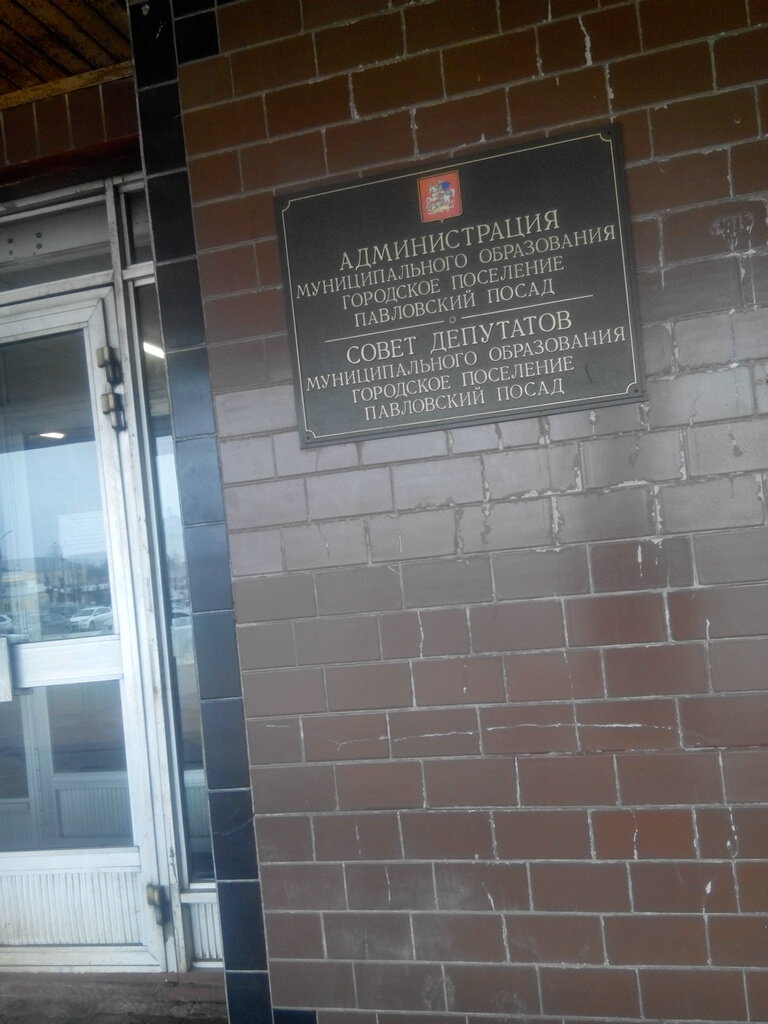 АДМИНИСТРАЦИЯ
МУНИЦИПАЛЬНОГО ОБРАЗОВАНИЯ
ГОРОДСКОЕ ПОСЕЛЕНИЕ
ПАВЛОВСКИЙ ПОСАД
СОВЕТ ДЕПУТАТОВ
МУНИЦИПАЛЬНОГО ОБРАЗОВАНИЯ
ГОРОДСКОЕ ПОСЕЛЕНИЕ
ПАВЛОВСКИЙ ПОСАД